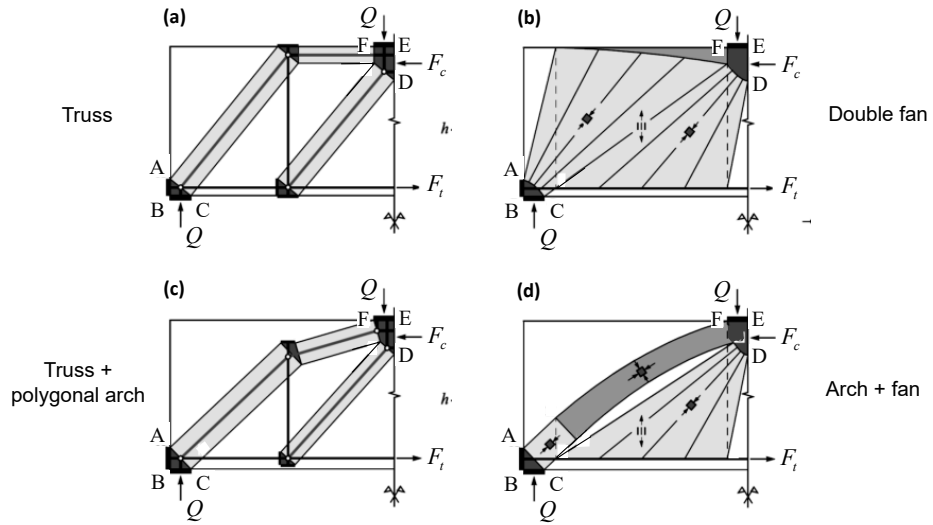 (a)
Q
F E
F_c
D
Truss
h
A
F_t
B C
Q
(b)
Q
F E
F_c
D
Double fan
A
F_t
B C
Q
(c)
Q
F E
F_c
D
Truss +
polygonal arch
h
A
F_t
B C
Q
(d)
Q
F E
F_c
D
Arch + fan
A
F_t
B C
Q